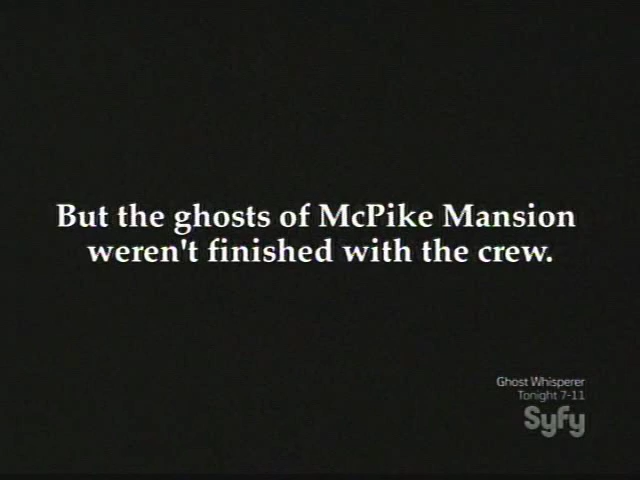 But the ghosts of McPike Mansion
weren't finished with the crew.
Ghost Whisperer
Tonight 7-11
Syfy